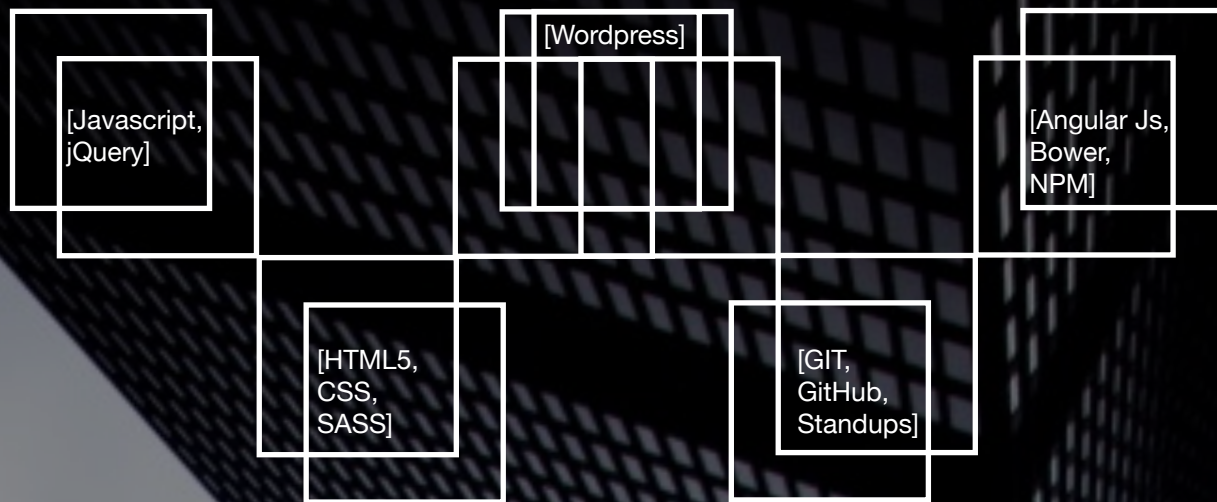 [Wordpress]
[Javascript,
jQuery]
[Angular Js,
Bower,
NPM]
[HTML5,
CSS,
SASS]
[GIT,
GitHub,
Standups]